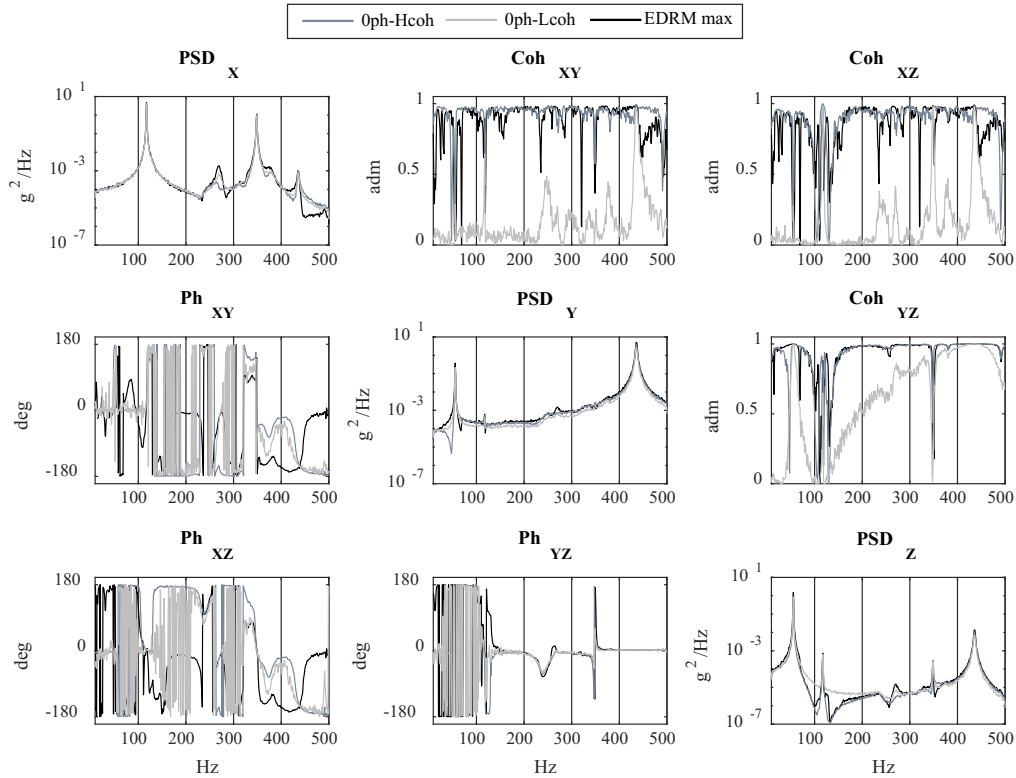 0ph-Hcoh 0ph-Lcoh EDRM max
PSD X Coh XY Coh XZ
10 1 1 1
g 2/Hz 10 -3 adm 0.5 adm 0.5
10 -7 0 0
100 200 300 400 500 100 200 300 400 500 100 200 300 400 500
Ph XY PSD Y Coh YZ
180 10 1 1
deg 0 g 2/Hz 10 -3 adm 0.5
-180 10 -7 0
100 200 300 400 500 100 200 300 400 500 100 200 300 400 500
Ph XZ Ph YZ PSD Z
180 180 10 1
deg 0 deg 0 g 2/Hz 10 -3
-180 -180 10 -7
100 200 300 400 500 100 200 300 400 500 100 200 300 400 500
Hz Hz Hz